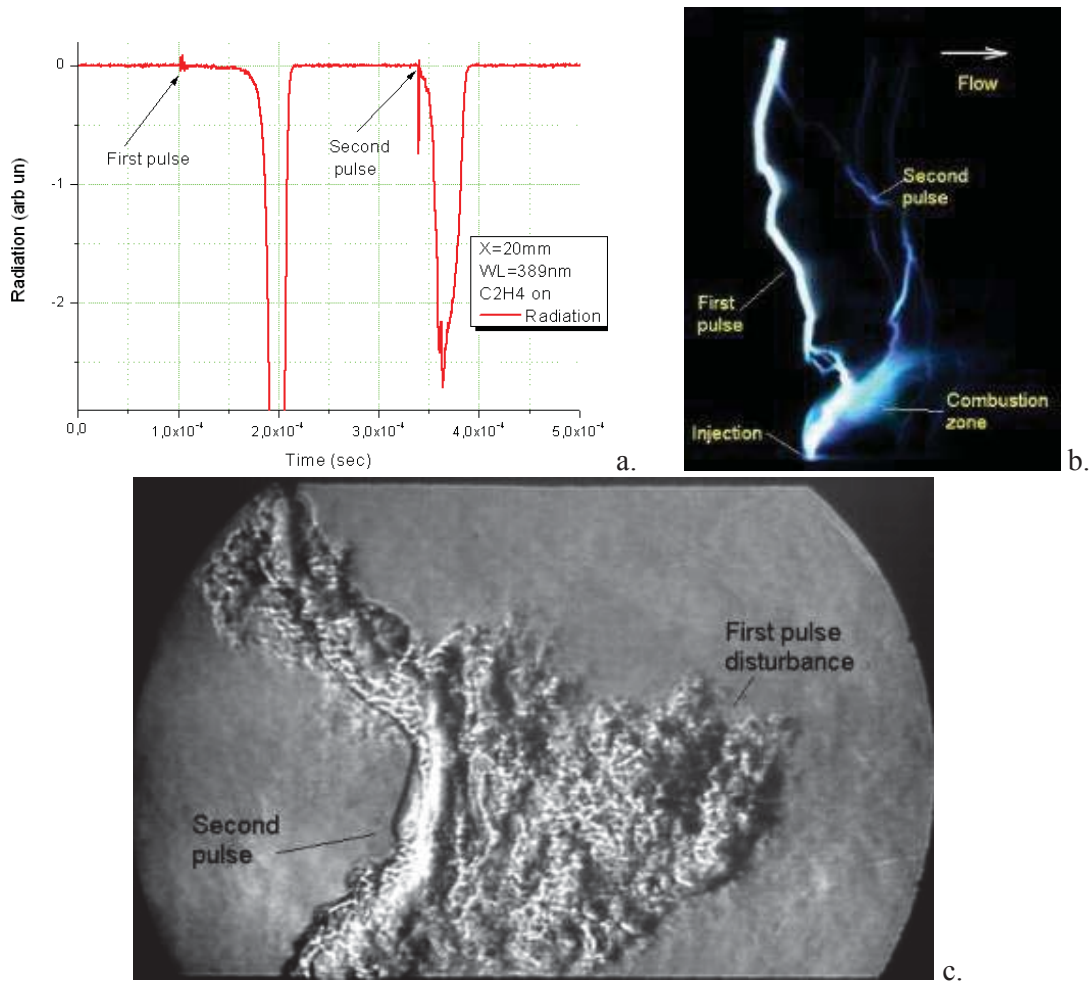 0
-1
-2
Radiation (arb un)
First pulse
Second
pulse
X=20mm
WL=389nm
C2H4 on
Radiation
0,0
1,0x10⁻⁴
2,0x10⁻⁴
3,0x10⁻⁴
4,0x10⁻⁴
5,0x10⁻⁴
Time (sec)
a.
Flow
Second
pulse
First
pulse
Combustion
zone
Injection
b.
First pulse
disturbance
Second
pulse
c.